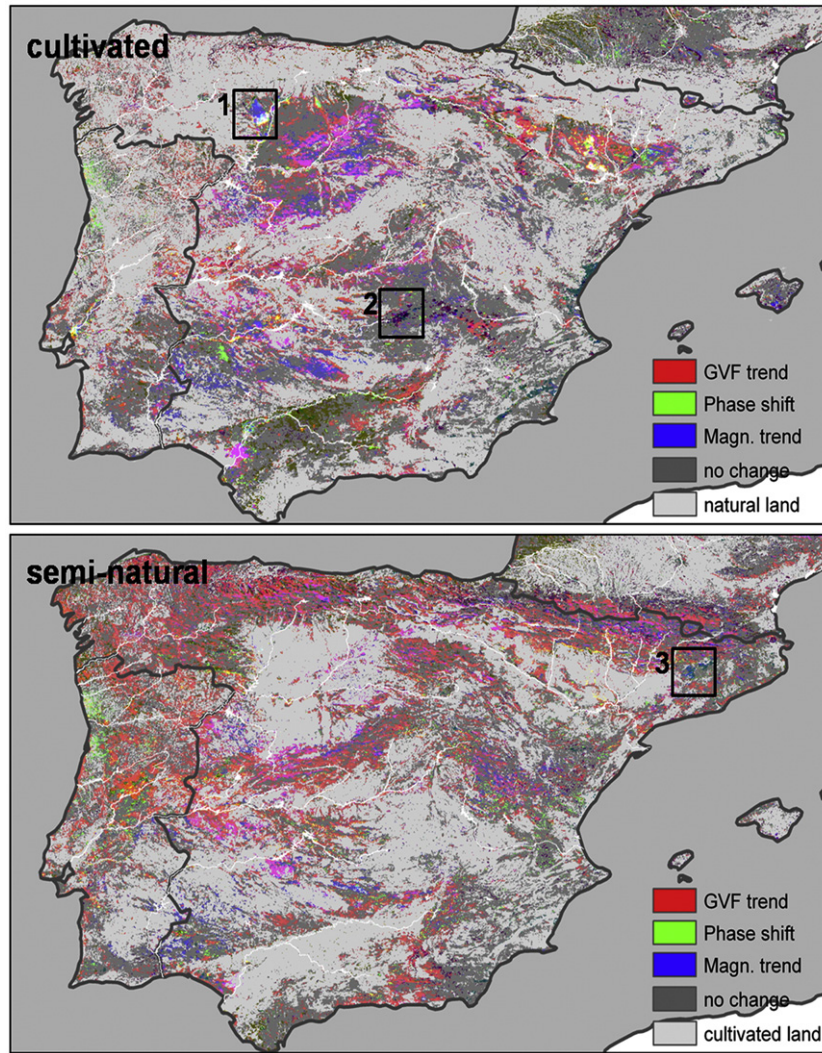 cultivated
1
2
GVF trend
Phase shift
Magn. trend
no change
natural land
semi-natural
3
GVF trend
Phase shift
Magn. trend
no change
cultivated land